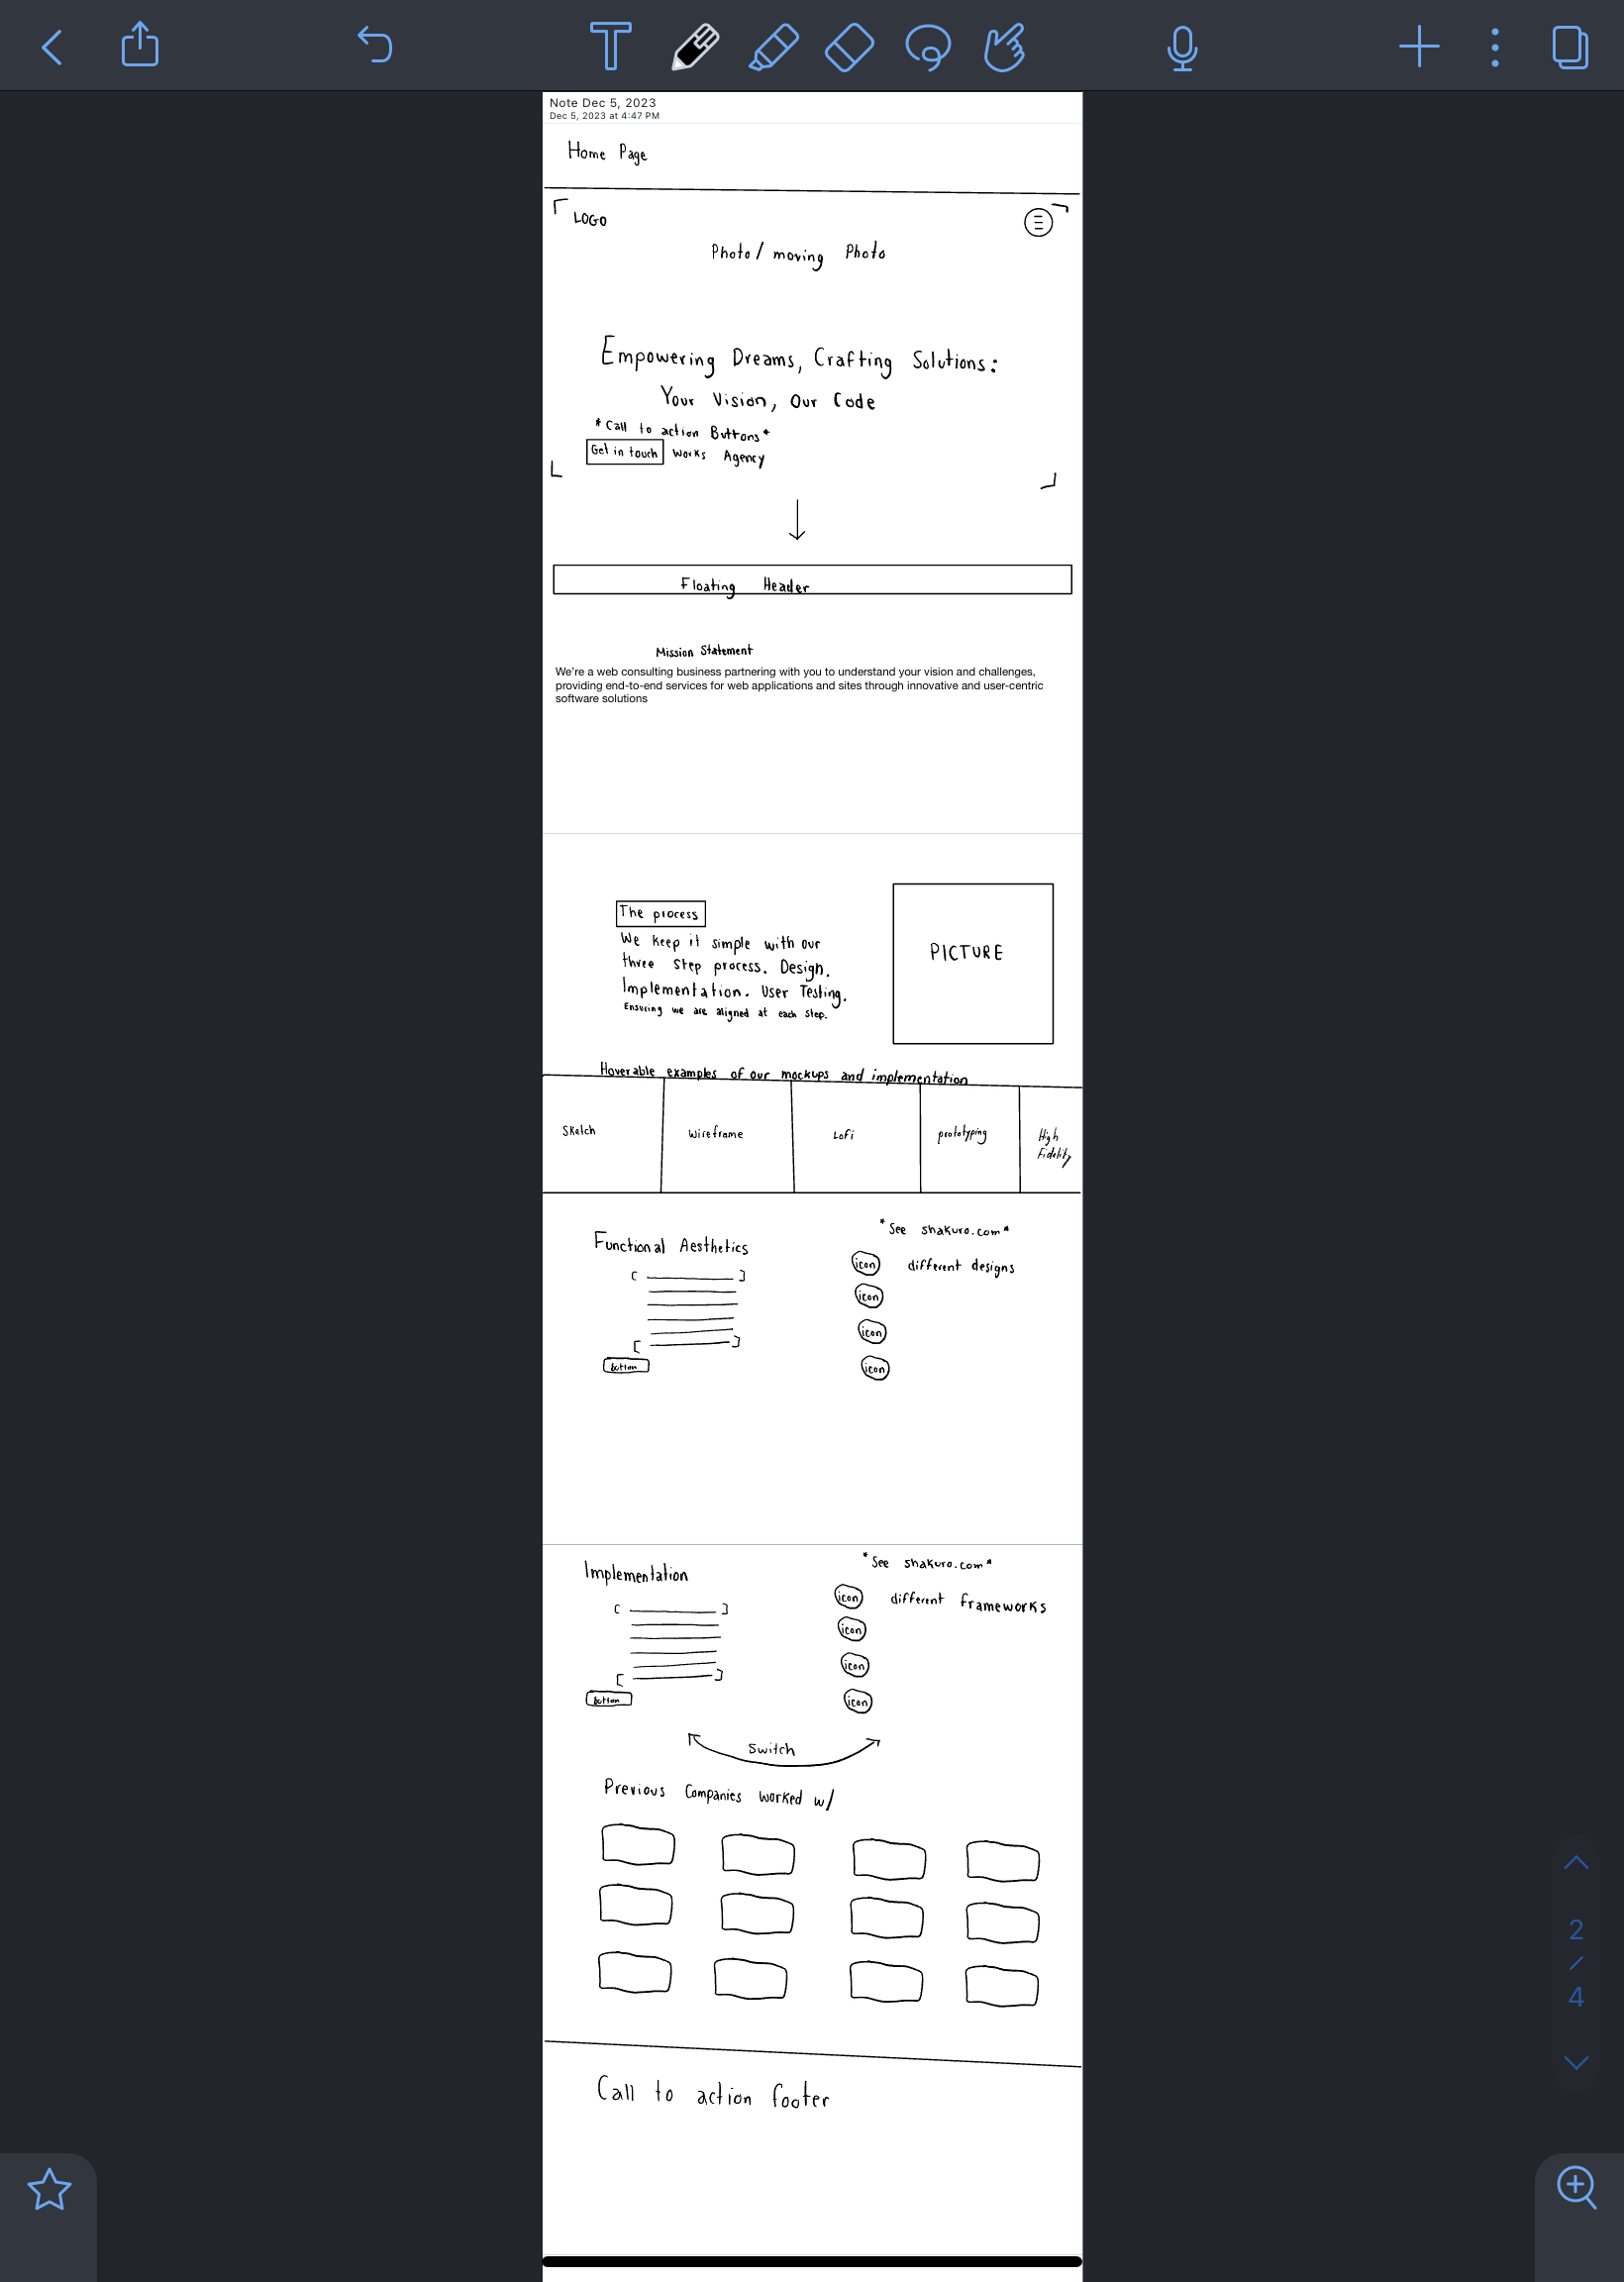 Note Dec 5, 2023
Dec 5, 2023 at 4:47 PM
Home Page
LOGO
Photo/ moving Photo
Empowering Dreams, Crafting Solutions:
Your Vision, Our Code
*Call to action Buttons*
Get in touch Works Agency
Floating Header
Mission Statement
We're a web consulting business partnering with you to understand your vision and challenges,
providing end-to-end services for web applications and sites through innovative and user-centric
software solutions
The process
We keep it simple with our
three step process. Design.
Implementation. User Testing.
Ensuring we are aligned at each step.
PICTURE
Hoverable examples of our mockups and implementation
Sketch
Wireframe
LoFi
prototyping
High
Fidelity
Functional Aesthetics
button
*See shakuro.com*
icon different designs
icon
icon
icon
Implementation
button
*See shakuro.com*
icon different frameworks
icon
icon
icon
Switch
Previous Companies worked w/
Call to action footer
2
/
4